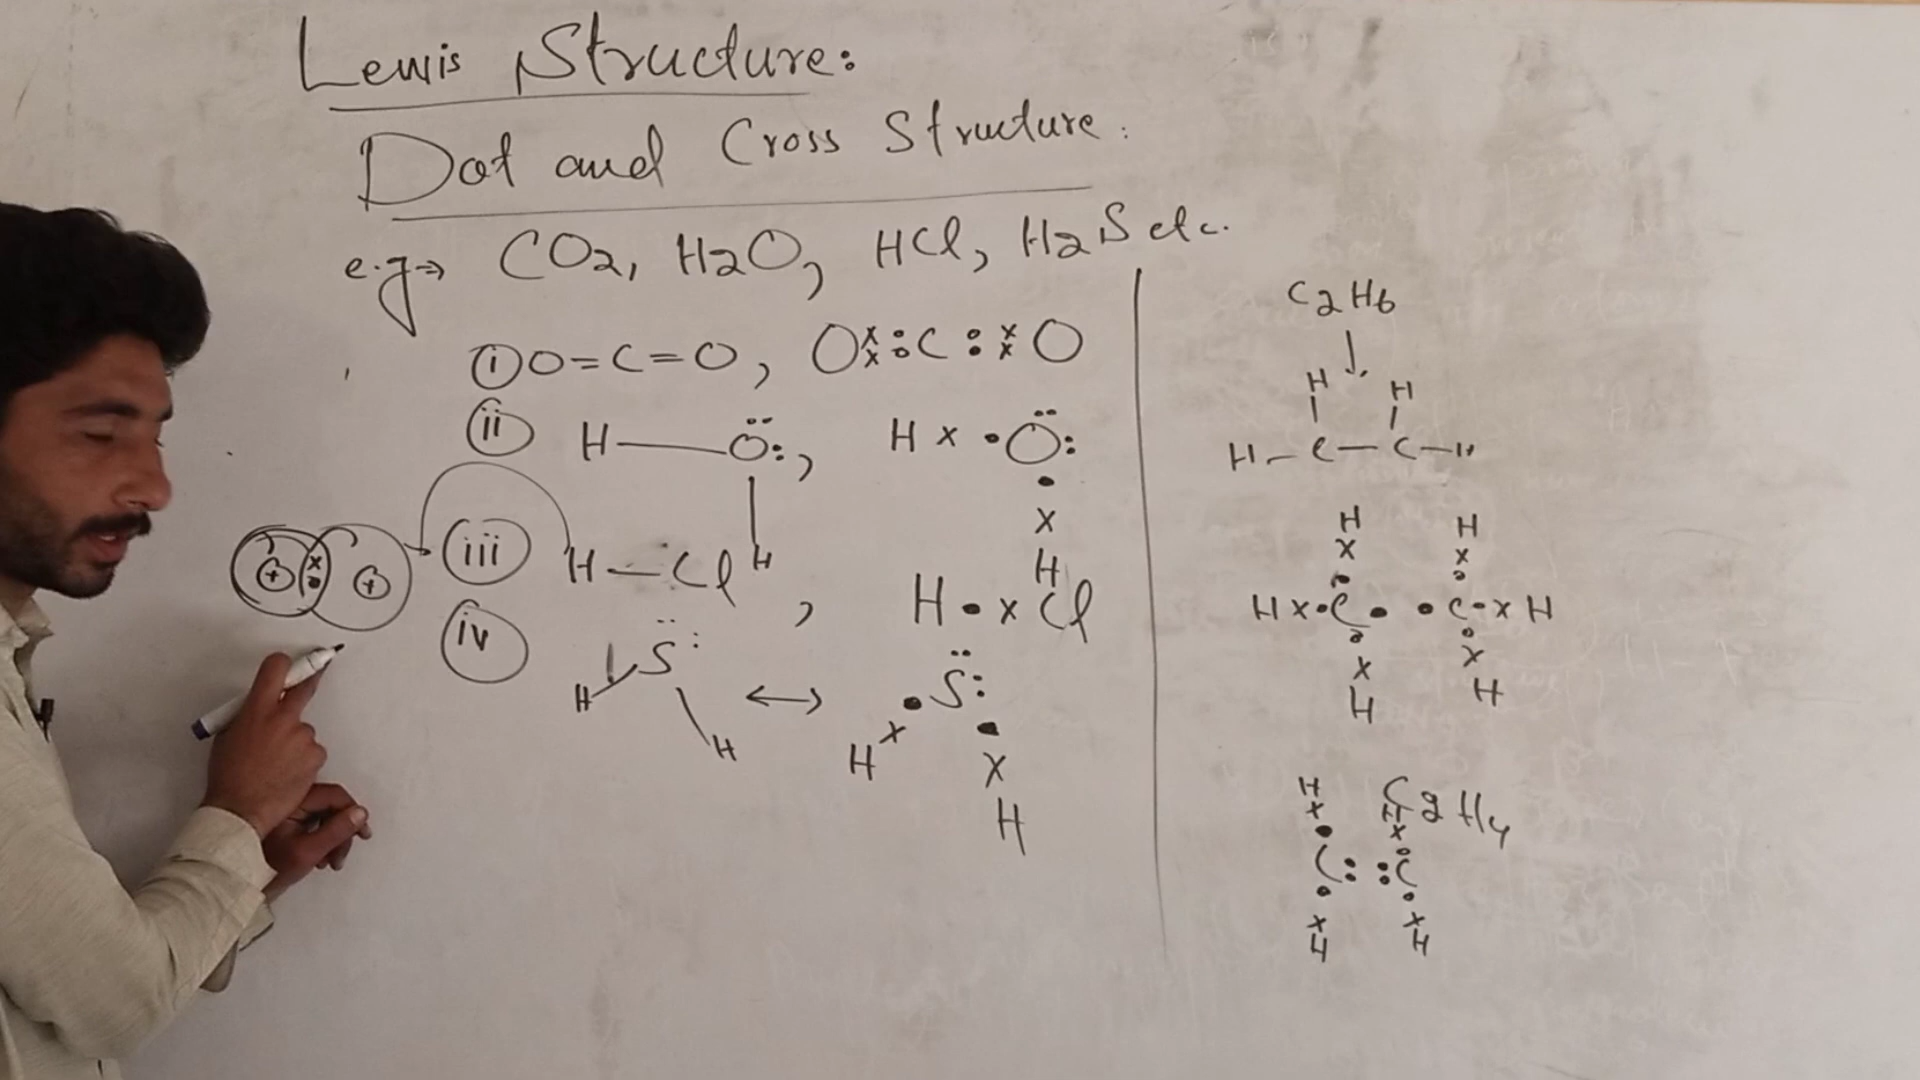 Lewis Structure:
Dot and Cross Structure:
e.g→ CO2, H2O, HCl, H2S etc.
(i) O=C=O, O××::C::××O
(ii) H—Ö:, H × •Ö:
|
H
•
×
H
(iii) H—Cl, H • × Cl
(iv) S̈: ↔ • S̈: •
H H
H × × H
+ × • +
C2H6
↓
H H
| |
H–C–C–H
H H
× ×
• •
H ו C • • C •× H
• •
× ×
H H
C2H4
H H
× ×
• •
C: :C
• •
× ×
H H